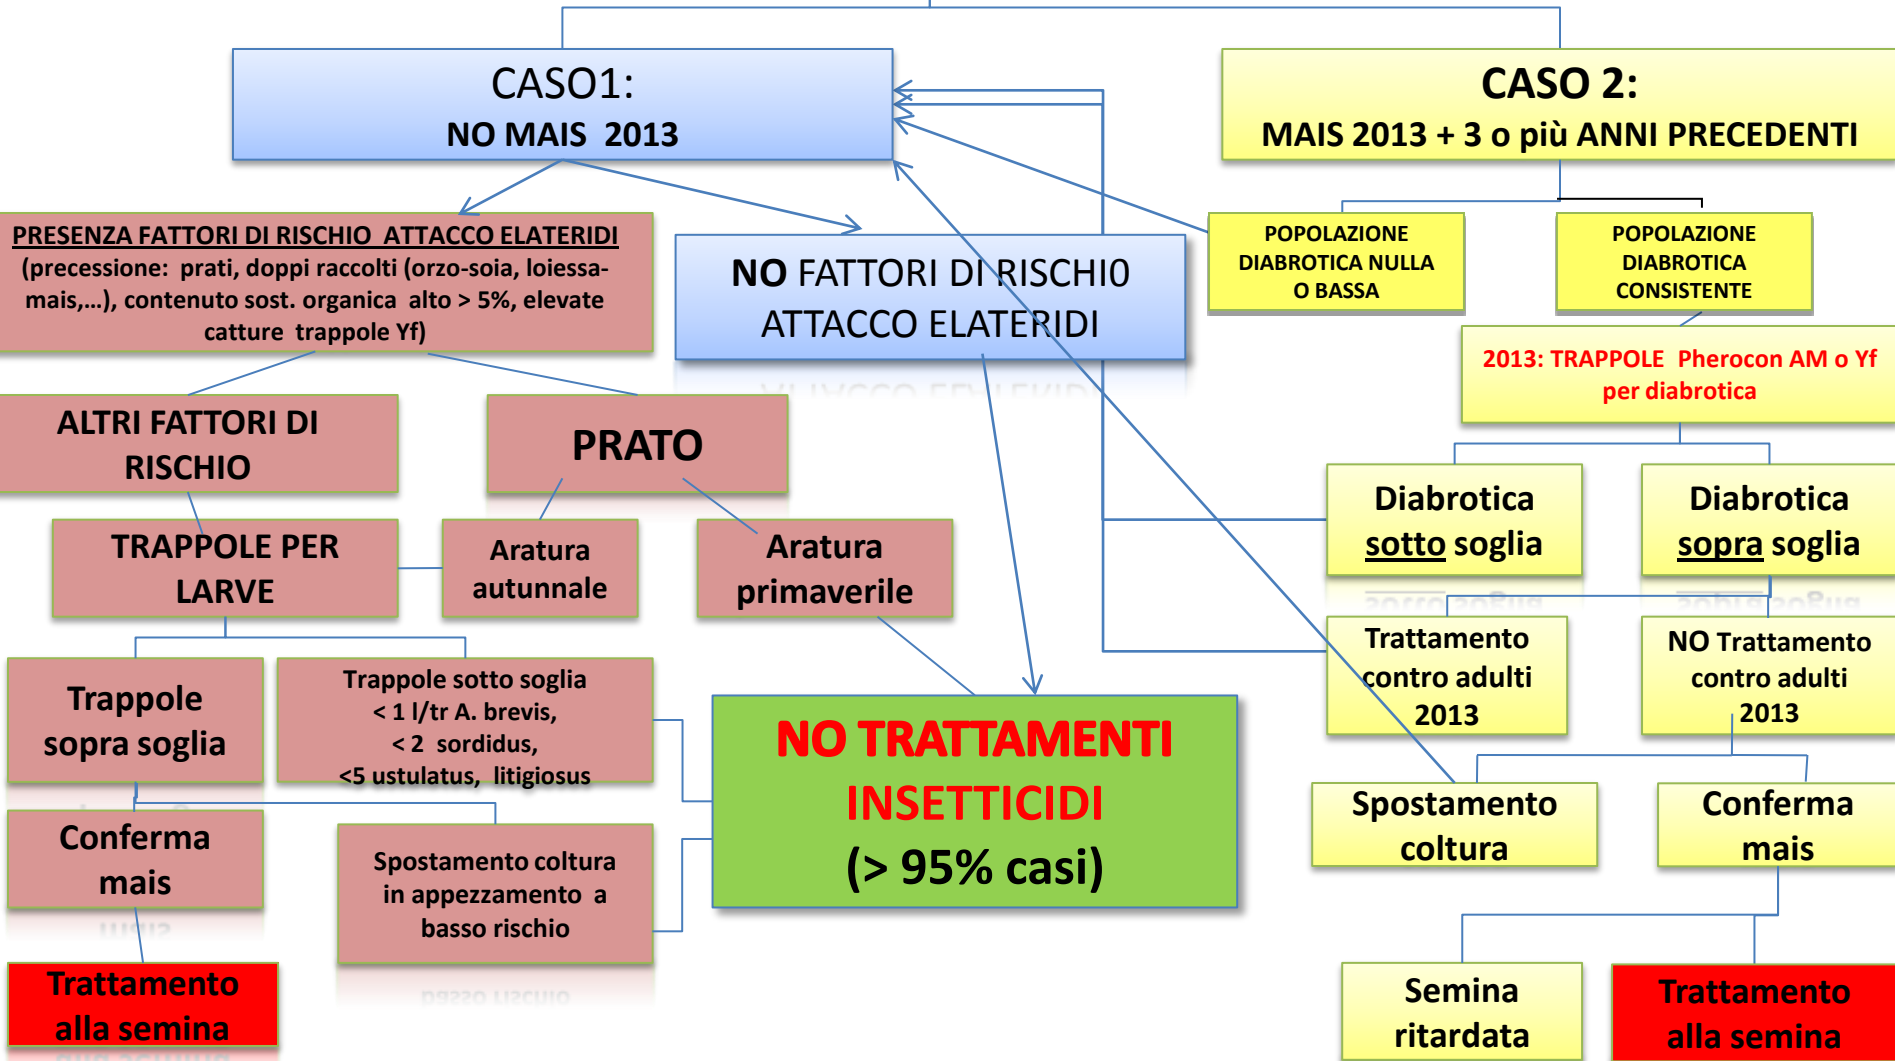 CASO1:
NO MAIS 2013
CASO 2:
MAIS 2013 + 3 o più ANNI PRECEDENTI
PRESENZA FATTORI DI RISCHIO ATTACCO ELATERIDI
(precessione: prati, doppi raccolti (orzo-soia, loiessa-
mais,...), contenuto sost. organica alto > 5%, elevate
catture trappole Yf)
NO FATTORI DI RISCHI0
ATTACCO ELATERIDI
POPOLAZIONE
DIABROTICA NULLA
O BASSA
POPOLAZIONE
DIABROTICA
CONSISTENTE
2013: TRAPPOLE Pherocon AM o Yf
per diabrotica
ALTRI FATTORI DI
RISCHIO
PRATO
Diabrotica
sotto soglia
Diabrotica
sopra soglia
TRAPPOLE PER
LARVE
Aratura
autunnale
Aratura
primaverile
Trattamento
contro adulti
2013
NO Trattamento
contro adulti
2013
Trappole
sopra soglia
Trappole sotto soglia
< 1 l/tr A. brevis,
< 2 sordidus,
<5 ustulatus, litigiosus
NO TRATTAMENTI
INSETTICIDI
(> 95% casi)
Spostamento
coltura
Conferma
mais
Conferma
mais
Spostamento coltura
in appezzamento a
basso rischio
Trattamento
alla semina
Semina
ritardata
Trattamento
alla semina